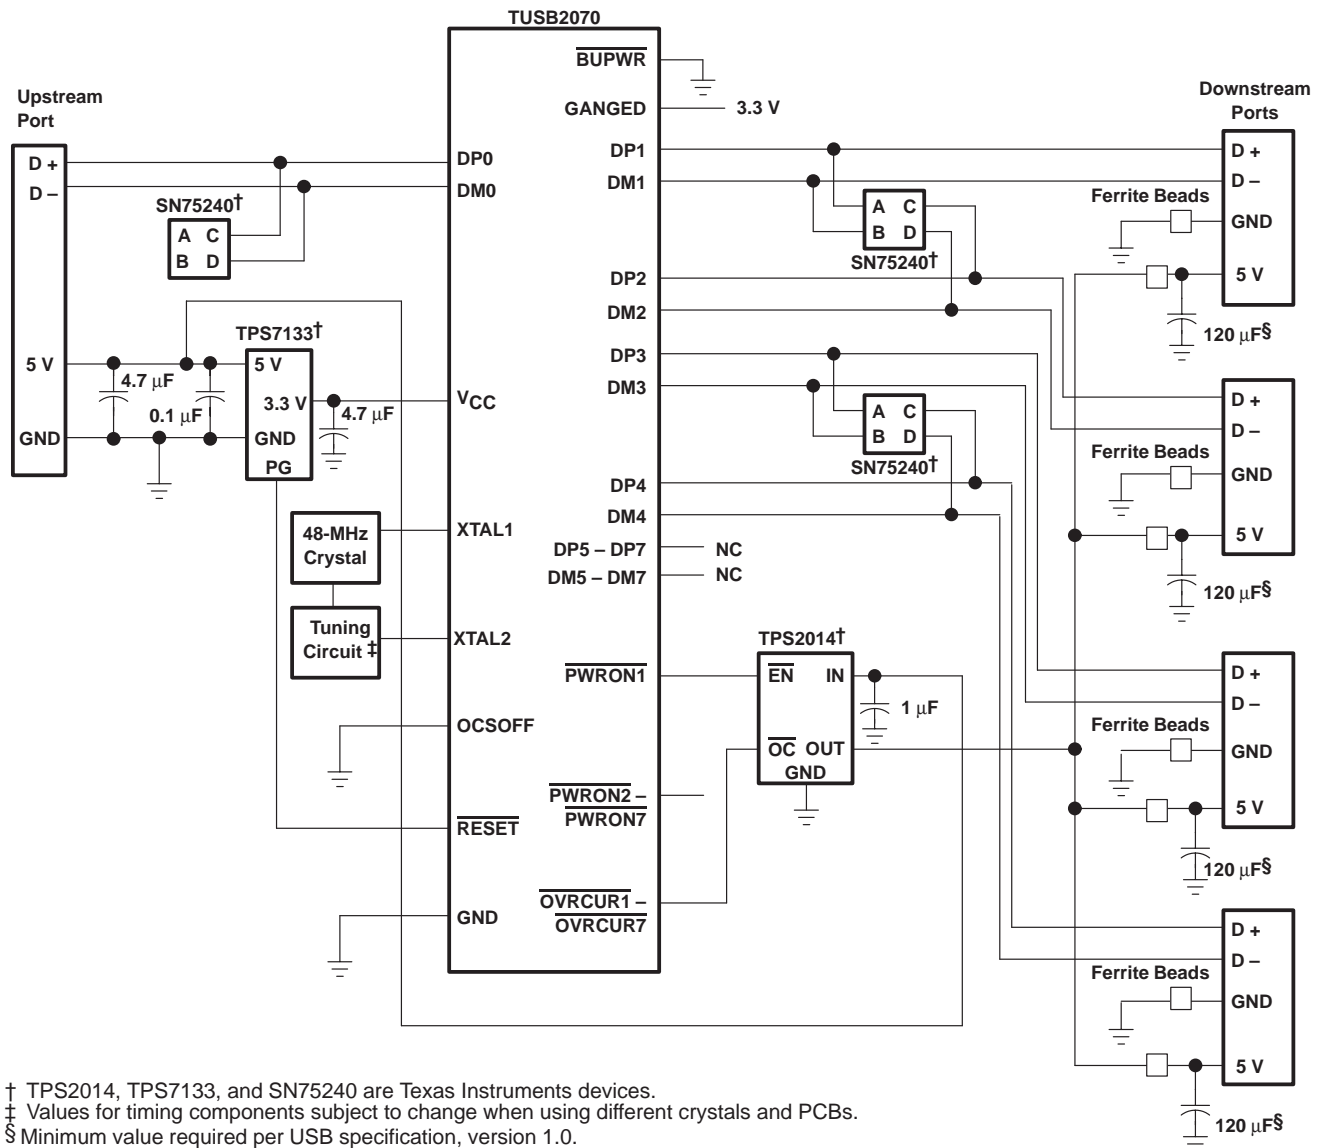 TUSB2070
Upstream
Port
D +
D –
SN75240†
A C
B D
5 V
GND
4.7 µF
0.1 µF
TPS7133†
5 V
3.3 V
GND
PG
4.7 µF
48-MHz
Crystal
Tuning
Circuit ‡
DP0
DM0
VCC
XTAL1
XTAL2
OCSOFF
RESET
GND
BUPWR
GANGED
3.3 V
DP1
DM1
DP2
DM2
DP3
DM3
DP4
DM4
DP5 – DP7
NC
DM5 – DM7
NC
PWRON1
PWRON2 –
PWRON7
OVRCUR1 –
OVRCUR7
A C
B D
SN75240†
A C
B D
SN75240†
TPS2014†
EN IN
OC OUT
GND
1 µF
Downstream
Ports
D +
D –
Ferrite Beads
GND
5 V
120 µF§
D +
D –
Ferrite Beads
GND
5 V
120 µF§
D +
D –
Ferrite Beads
GND
5 V
120 µF§
D +
D –
Ferrite Beads
GND
5 V
120 µF§
† TPS2014, TPS7133, and SN75240 are Texas Instruments devices.
‡ Values for timing components subject to change when using different crystals and PCBs.
§ Minimum value required per USB specification, version 1.0.